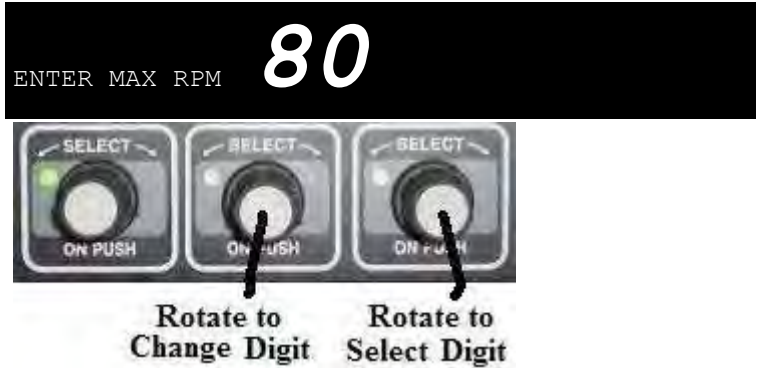 ENTER MAX RPM 80
SELECT SELECT SELECT
ON PUSH ON PUSH ON PUSH
Rotate to Rotate to
Change Digit Select Digit